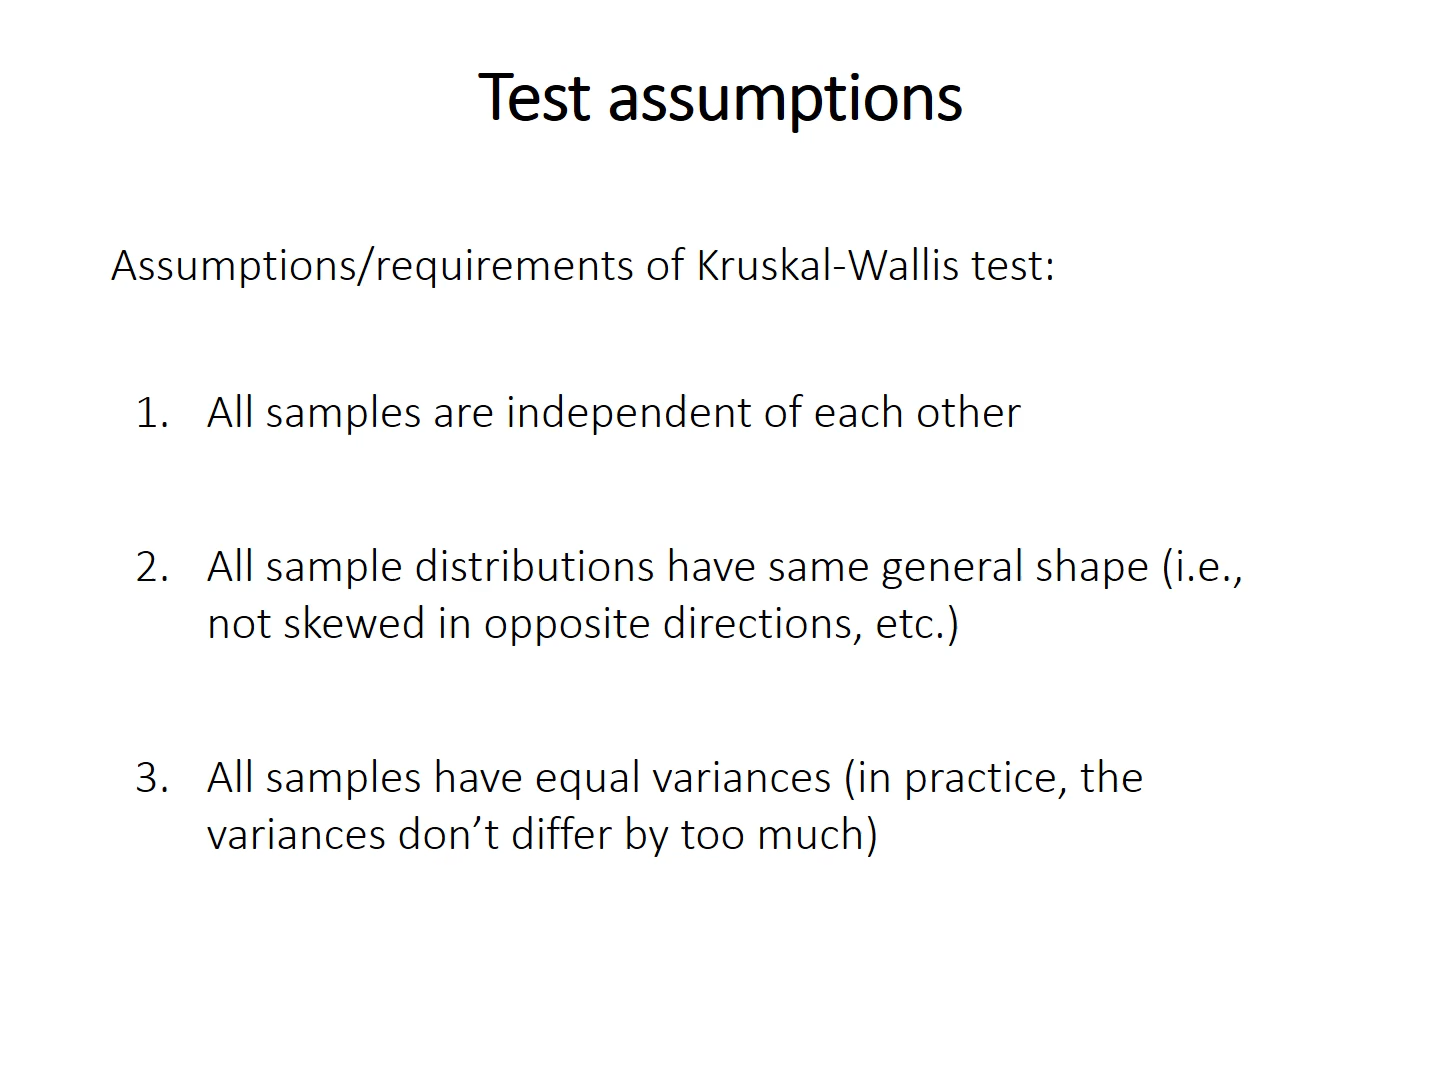 Test assumptions
Assumptions/requirements of Kruskal-Wallis test:
1. All samples are independent of each other
2. All sample distributions have same general shape (i.e.,
not skewed in opposite directions, etc.)
3. All samples have equal variances (in practice, the
variances don’t differ by too much)